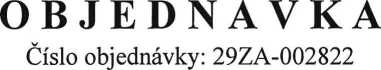 O B J E D N Á V K A
Číslo objednávky: 29ZA-002822